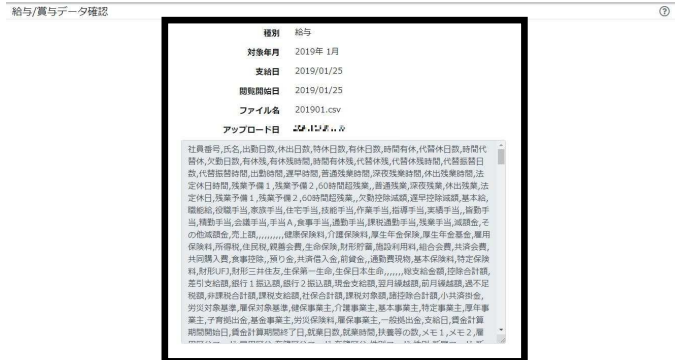 給与/賞与データ確認
種別 給与
対象年月 2019年 1月
支給日 2019/01/25
閲覧開始日 2019/01/25
ファイル名 201901.csv
アップロード日
社員番号,氏名,出勤日数,休出日数,特休日数,有休日数,時間有休,代替休日数,時間代
替休,欠勤日数,有休残,有休残時間,時間有休残,代替休残,代替休残時間,代替振替日
数,代替振替時間,出勤時間,遅早時間,普通残業時間,深夜残業時間,休出残業時間,法
定休日時間,残業予備1,残業予備2,60時間超残業,,普通残業,深夜残業,休出残業,法
定休日,残業予備1,残業予備2,60時間超残業,,欠勤控除減額,遅早控除減額,基本給,
職能給,役職手当,家族手当,住宅手当,技能手当,作業手当,指導手当,実績手当,,皆勤手
当,精勤手当,会議手当,手当A,食事手当,通勤手当,課税通勤手当,残業手当,減額金,そ
の他減額金,売上額,,,,,,,,,,健康保険料,介護保険料,厚生年金保険,厚生年金基金,雇用
保険料,所得税,住民税,親善会費,生命保険,財形貯蓄,施設利用料,組合会費,共済会費,
共同購入費,食事控除,,預り金,共済借入金,前貸金,,通勤費現物,基本保険料,特定保険
料,財形UFJ,財形三井住友,生保第一生命,生保日本生命,,,,,,,総支給金額,控除合計額,
差引支給額,銀行1振込額,銀行2振込額,現金支給額,翌月繰越額,前月繰越額,過不足
税額,非課税合計額,課税支給額,社保合計額,課税対象額,諸控除合計額,小共済掛金,
労災対象基準,雇保対象基準,健保事業主,介護事業主,基本事業主,特定事業主,厚年事
業主,子育拠出金,基金事業主,労災保険料,雇保事業主,一般拠出金,支給日,賃金計算
期間開始日,賃金計算期間終了日,就業日数,就業時間,扶養等の数,メモ1,メモ2,雇